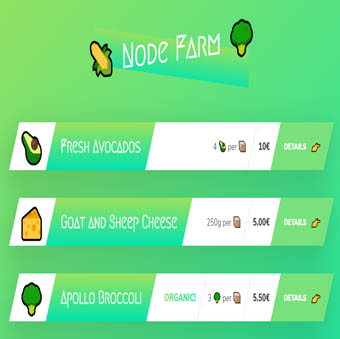 Node Farm
Fresh Avocados 4 🥑 per 📦 10€ DETAILS 👉
Goat and Sheep Cheese 250g per 📦 5.00€ DETAILS 👉
Apollo Broccoli ORGANIC! 3 🥦 per 📦 5.50€ DETAILS 👉